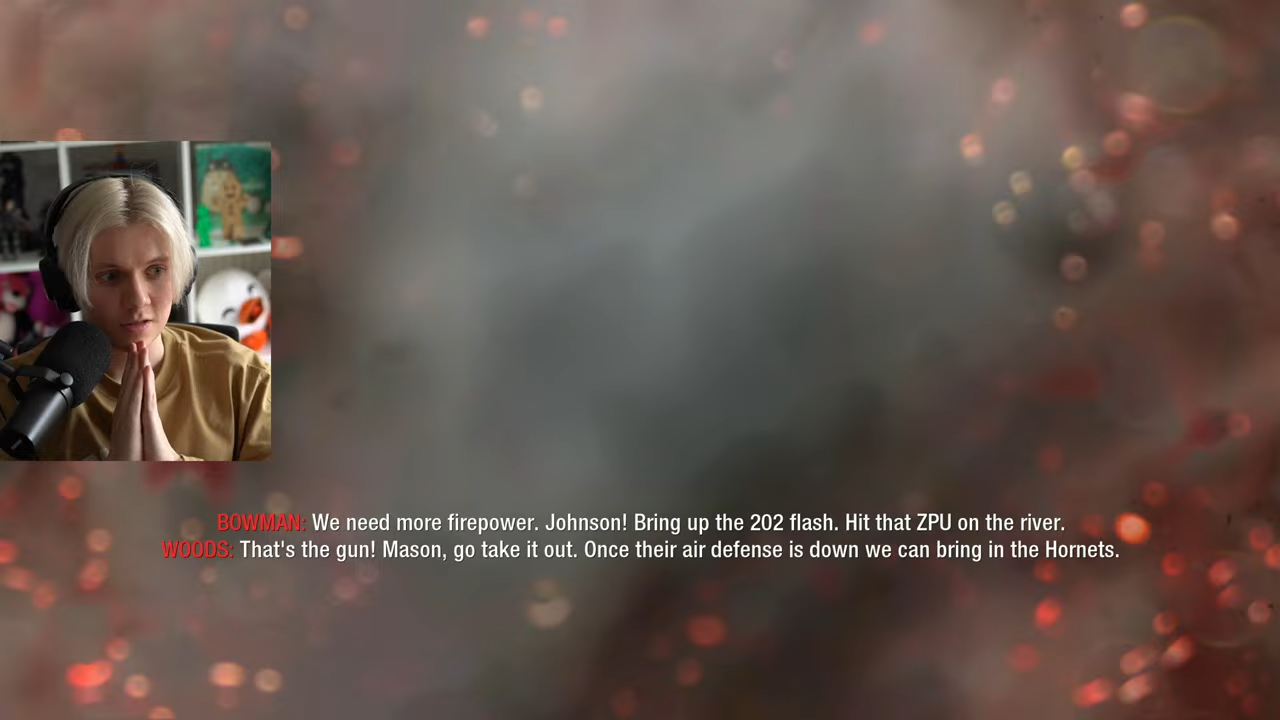 BOWMAN: We need more firepower. Johnson! Bring up the 202 flash. Hit that ZPU on the river.
WOODS: That's the gun! Mason, go take it out. Once their air defense is down we can bring in the Hornets.